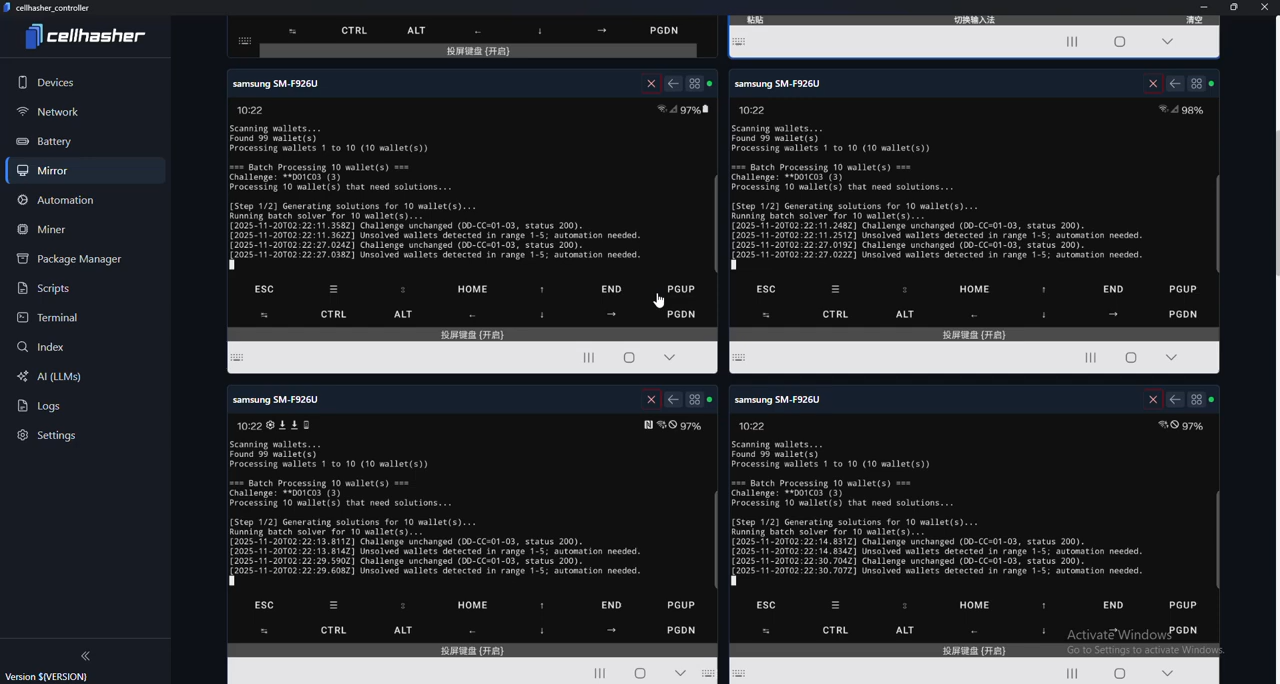 cellhasher_controller
cellhasher
Devices
Network
Battery
Mirror
Automation
Miner
Package Manager
Scripts
Terminal
Index
AI (LLMs)
Logs
Settings
Version ${VERSION}
CTRL ALT ← ↓ → PGDN
投屏键盘 {开启}
粘贴 切换输入法 清空
samsung SM-F926U
10:22 97%
Scanning wallets...
Found 99 wallet(s)
Processing wallets 1 to 10 (10 wallet(s))
=== Batch Processing 10 wallet(s) ===
Challenge: **D01C03 (3)
Processing 10 wallet(s) that need solutions...
[Step 1/2] Generating solutions for 10 wallet(s)...
Running batch solver for 10 wallet(s)...
[2025-11-20T02:22:11.358Z] Challenge unchanged (DD-CC=01-03, status 200).
[2025-11-20T02:22:11.362Z] Unsolved wallets detected in range 1-5; automation needed.
[2025-11-20T02:22:27.024Z] Challenge unchanged (DD-CC=01-03, status 200).
[2025-11-20T02:22:27.038Z] Unsolved wallets detected in range 1-5; automation needed.
ESC ☰ HOME ↑ END PGUP
CTRL ALT ← ↓ → PGDN
投屏键盘 {开启}
samsung SM-F926U
10:22 98%
Scanning wallets...
Found 99 wallet(s)
Processing wallets 1 to 10 (10 wallet(s))
=== Batch Processing 10 wallet(s) ===
Challenge: **D01C03 (3)
Processing 10 wallet(s) that need solutions...
[Step 1/2] Generating solutions for 10 wallet(s)...
Running batch solver for 10 wallet(s)...
[2025-11-20T02:22:11.248Z] Challenge unchanged (DD-CC=01-03, status 200).
[2025-11-20T02:22:11.251Z] Unsolved wallets detected in range 1-5; automation needed.
[2025-11-20T02:22:27.019Z] Challenge unchanged (DD-CC=01-03, status 200).
[2025-11-20T02:22:27.022Z] Unsolved wallets detected in range 1-5; automation needed.
ESC ☰ HOME ↑ END PGUP
CTRL ALT ← ↓ → PGDN
投屏键盘 {开启}
samsung SM-F926U
10:22 97%
Scanning wallets...
Found 99 wallet(s)
Processing wallets 1 to 10 (10 wallet(s))
=== Batch Processing 10 wallet(s) ===
Challenge: **D01C03 (3)
Processing 10 wallet(s) that need solutions...
[Step 1/2] Generating solutions for 10 wallet(s)...
Running batch solver for 10 wallet(s)...
[2025-11-20T02:22:13.811Z] Challenge unchanged (DD-CC=01-03, status 200).
[2025-11-20T02:22:13.814Z] Unsolved wallets detected in range 1-5; automation needed.
[2025-11-20T02:22:29.590Z] Challenge unchanged (DD-CC=01-03, status 200).
[2025-11-20T02:22:29.608Z] Unsolved wallets detected in range 1-5; automation needed.
ESC ☰ HOME ↑ END PGUP
CTRL ALT ← ↓ → PGDN
投屏键盘 {开启}
samsung SM-F926U
10:22 97%
Scanning wallets...
Found 99 wallet(s)
Processing wallets 1 to 10 (10 wallet(s))
=== Batch Processing 10 wallet(s) ===
Challenge: **D01C03 (3)
Processing 10 wallet(s) that need solutions...
[Step 1/2] Generating solutions for 10 wallet(s)...
Running batch solver for 10 wallet(s)...
[2025-11-20T02:22:14.831Z] Challenge unchanged (DD-CC=01-03, status 200).
[2025-11-20T02:22:14.834Z] Unsolved wallets detected in range 1-5; automation needed.
[2025-11-20T02:22:30.704Z] Challenge unchanged (DD-CC=01-03, status 200).
[2025-11-20T02:22:30.707Z] Unsolved wallets detected in range 1-5; automation needed.
ESC ☰ HOME ↑ END PGUP
CTRL ALT ← ↓ → PGDN
投屏键盘 {开启}
Activate Windows
Go to Settings to activate Windows.